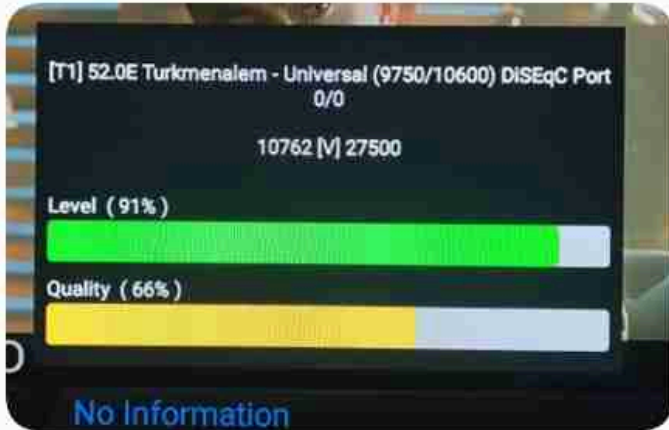 [T1] 52.0E Turkmenalem - Universal (9750/10600) DiSEqC Port
0/0
10762 [V] 27500
Level ( 91% )
Quality ( 66% )
No Information